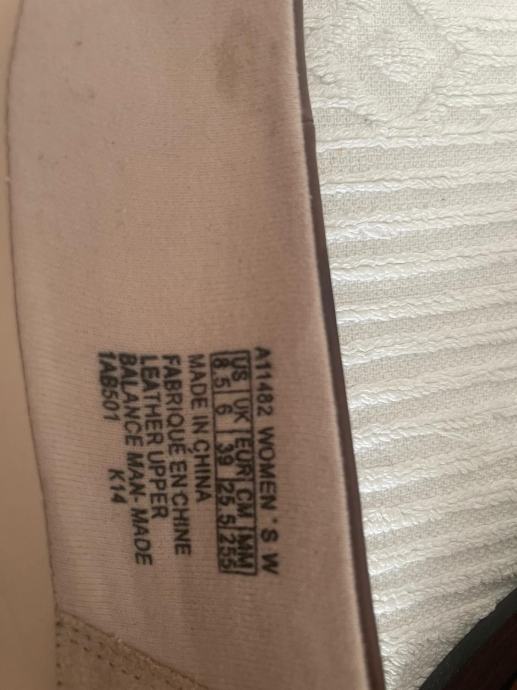 A11482 WOMEN'S W
US UK EUR CM MM
8.5 6 39 25.5 255
MADE IN CHINA
FABRIQUÉ EN CHINE
LEATHER UPPER
BALANCE MAN-MADE
1AB501 K14